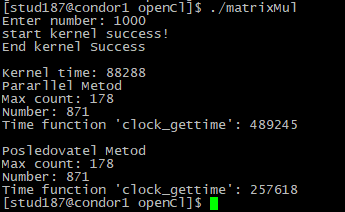 [stud187@condor1 openCl]$ ./matrixMul
Enter number: 1000
start kernel success!
End kernel Success

Kernel time: 88288
Pararllel Metod
Max count: 178
Number: 871
Time function 'clock_gettime': 489245

Posledovatel Metod
Max count: 178
Number: 871
Time function 'clock_gettime': 257618
[stud187@condor1 openCl]$